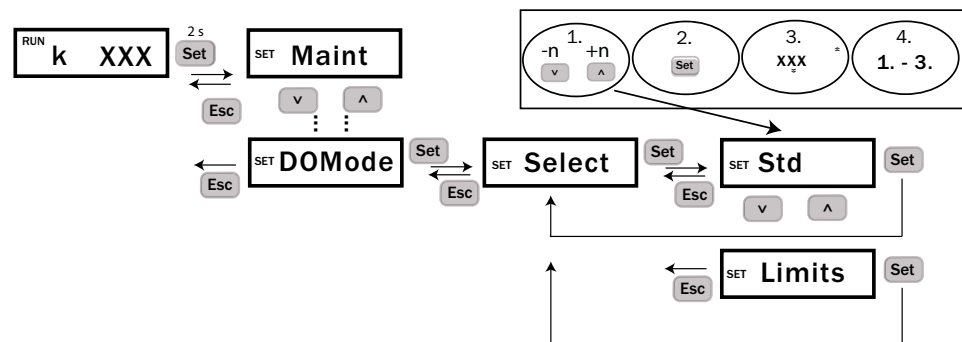 1.
2.
3.
4.
-n +n
v ^
Set
xxx
*
*
1. - 3.
RUN k XXX
2 s
Set
Esc
SET Maint
v ^
SET DOMode
Esc
Set
Esc
SET Select
Set
Esc
SET Std
Set
v ^
SET Limits
Esc
Set